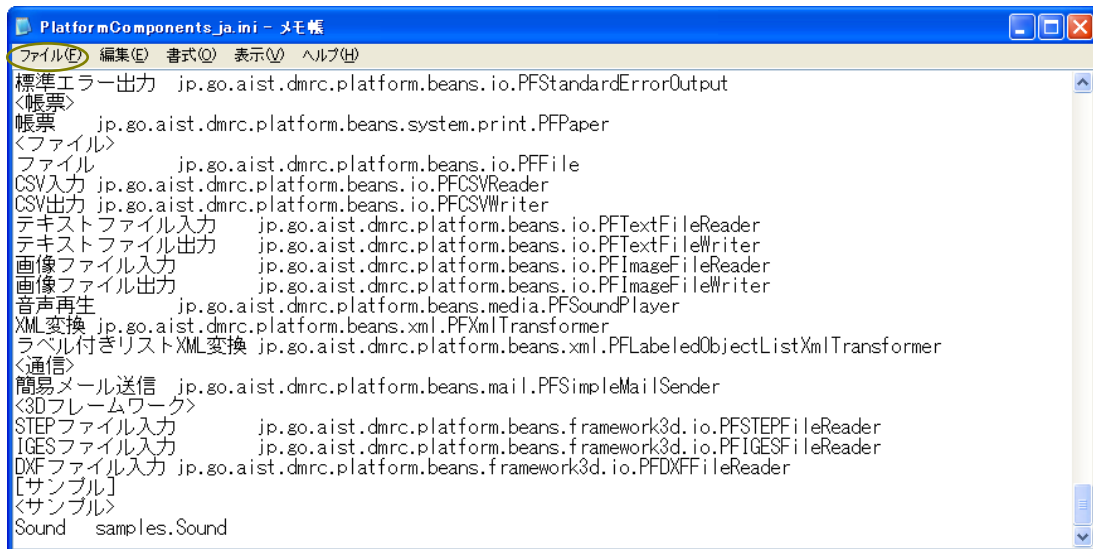 PlatformComponents_ja.ini - メモ帳
ファイル(F) 編集(E) 書式(O) 表示(V) ヘルプ(H)
標準エラー出力 jp.go.aist.dmrc.platform.beans.io.PFStandardErrorOutput
<帳票>
帳票 jp.go.aist.dmrc.platform.beans.system.print.PFPaper
<ファイル>
ファイル jp.go.aist.dmrc.platform.beans.io.PFFile
CSV入力 jp.go.aist.dmrc.platform.beans.io.PFCSVReader
CSV出力 jp.go.aist.dmrc.platform.beans.io.PFCSVWriter
テキストファイル入力 jp.go.aist.dmrc.platform.beans.io.PFTextFileReader
テキストファイル出力 jp.go.aist.dmrc.platform.beans.io.PFTextFileWriter
画像ファイル入力 jp.go.aist.dmrc.platform.beans.io.PFImageFileReader
画像ファイル出力 jp.go.aist.dmrc.platform.beans.io.PFImageFileWriter
音声再生 jp.go.aist.dmrc.platform.beans.media.PFSoundPlayer
XML変換 jp.go.aist.dmrc.platform.beans.xml.PFXmlTransformer
ラベル付きリストXML変換 jp.go.aist.dmrc.platform.beans.xml.PFLabeledObjectListXmlTransformer
<通信>
簡易メール送信 jp.go.aist.dmrc.platform.beans.mail.PFSimpleMailSender
<3Dフレームワーク>
STEPファイル入力 jp.go.aist.dmrc.platform.beans.framework3d.io.PFSTEPFileReader
IGESファイル入力 jp.go.aist.dmrc.platform.beans.framework3d.io.PFIGESFileReader
DXFファイル入力 jp.go.aist.dmrc.platform.beans.framework3d.io.PFDXFFileReader
[サンプル]
<サンプル>
Sound samples.Sound